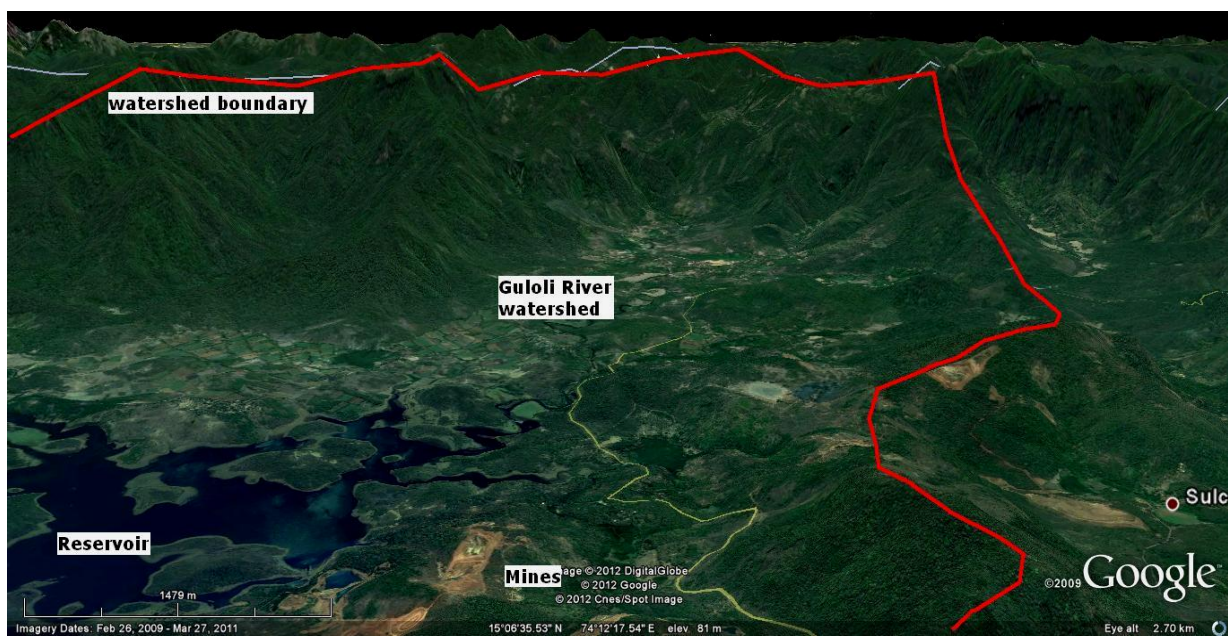 watershed boundary
Guloli River
watershed
Reservoir
Mines
Sulc
age © 2012 DigitalGlobe
© 2012 Google
© 2012 Cnes/Spot Image
©2009 Google
1479 m
Imagery Dates: Feb 26, 2009 - Mar 27, 2011
15°06'35.53" N 74°12'17.54" E elev 81 m
Eye alt 2.70 km